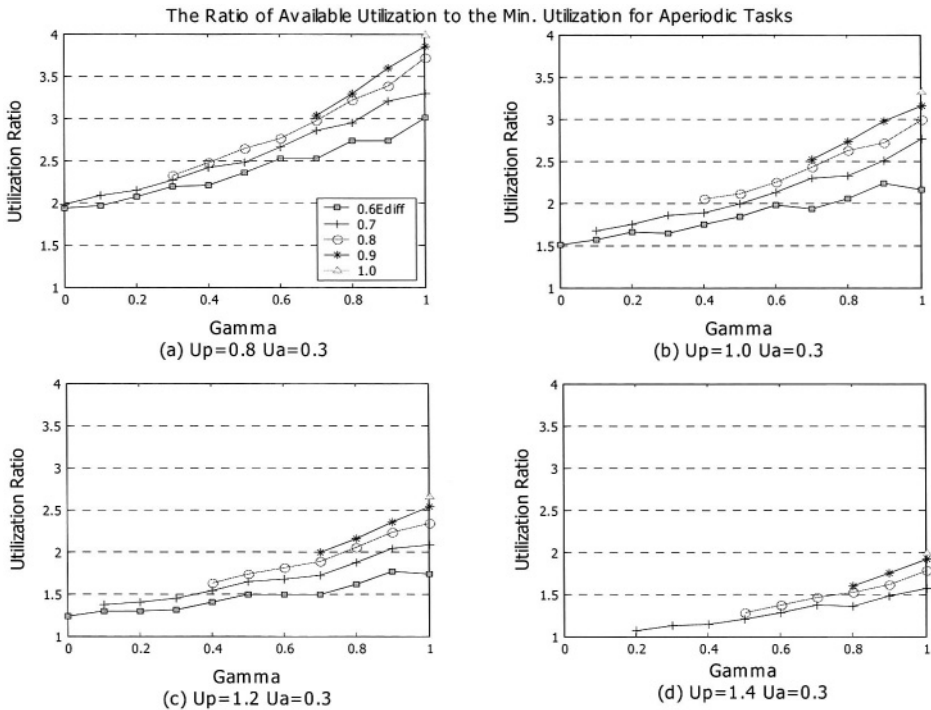 The Ratio of Available Utilization to the Min. Utilization for Aperiodic Tasks
4
3.5
3
2.5
2
1.5
1
Utilization Ratio
0.6Ediff
0.7
0.8
0.9
1.0
0 0.2 0.4 0.6 0.8 1
Gamma
(a) Up=0.8 Ua=0.3
4
3.5
3
2.5
2
1.5
1
Utilization Ratio
0 0.2 0.4 0.6 0.8 1
Gamma
(b) Up=1.0 Ua=0.3
4
3.5
3
2.5
2
1.5
1
Utilization Ratio
0 0.2 0.4 0.6 0.8 1
Gamma
(c) Up=1.2 Ua=0.3
4
3.5
3
2.5
2
1.5
1
Utilization Ratio
0 0.2 0.4 0.6 0.8 1
Gamma
(d) Up=1.4 Ua=0.3